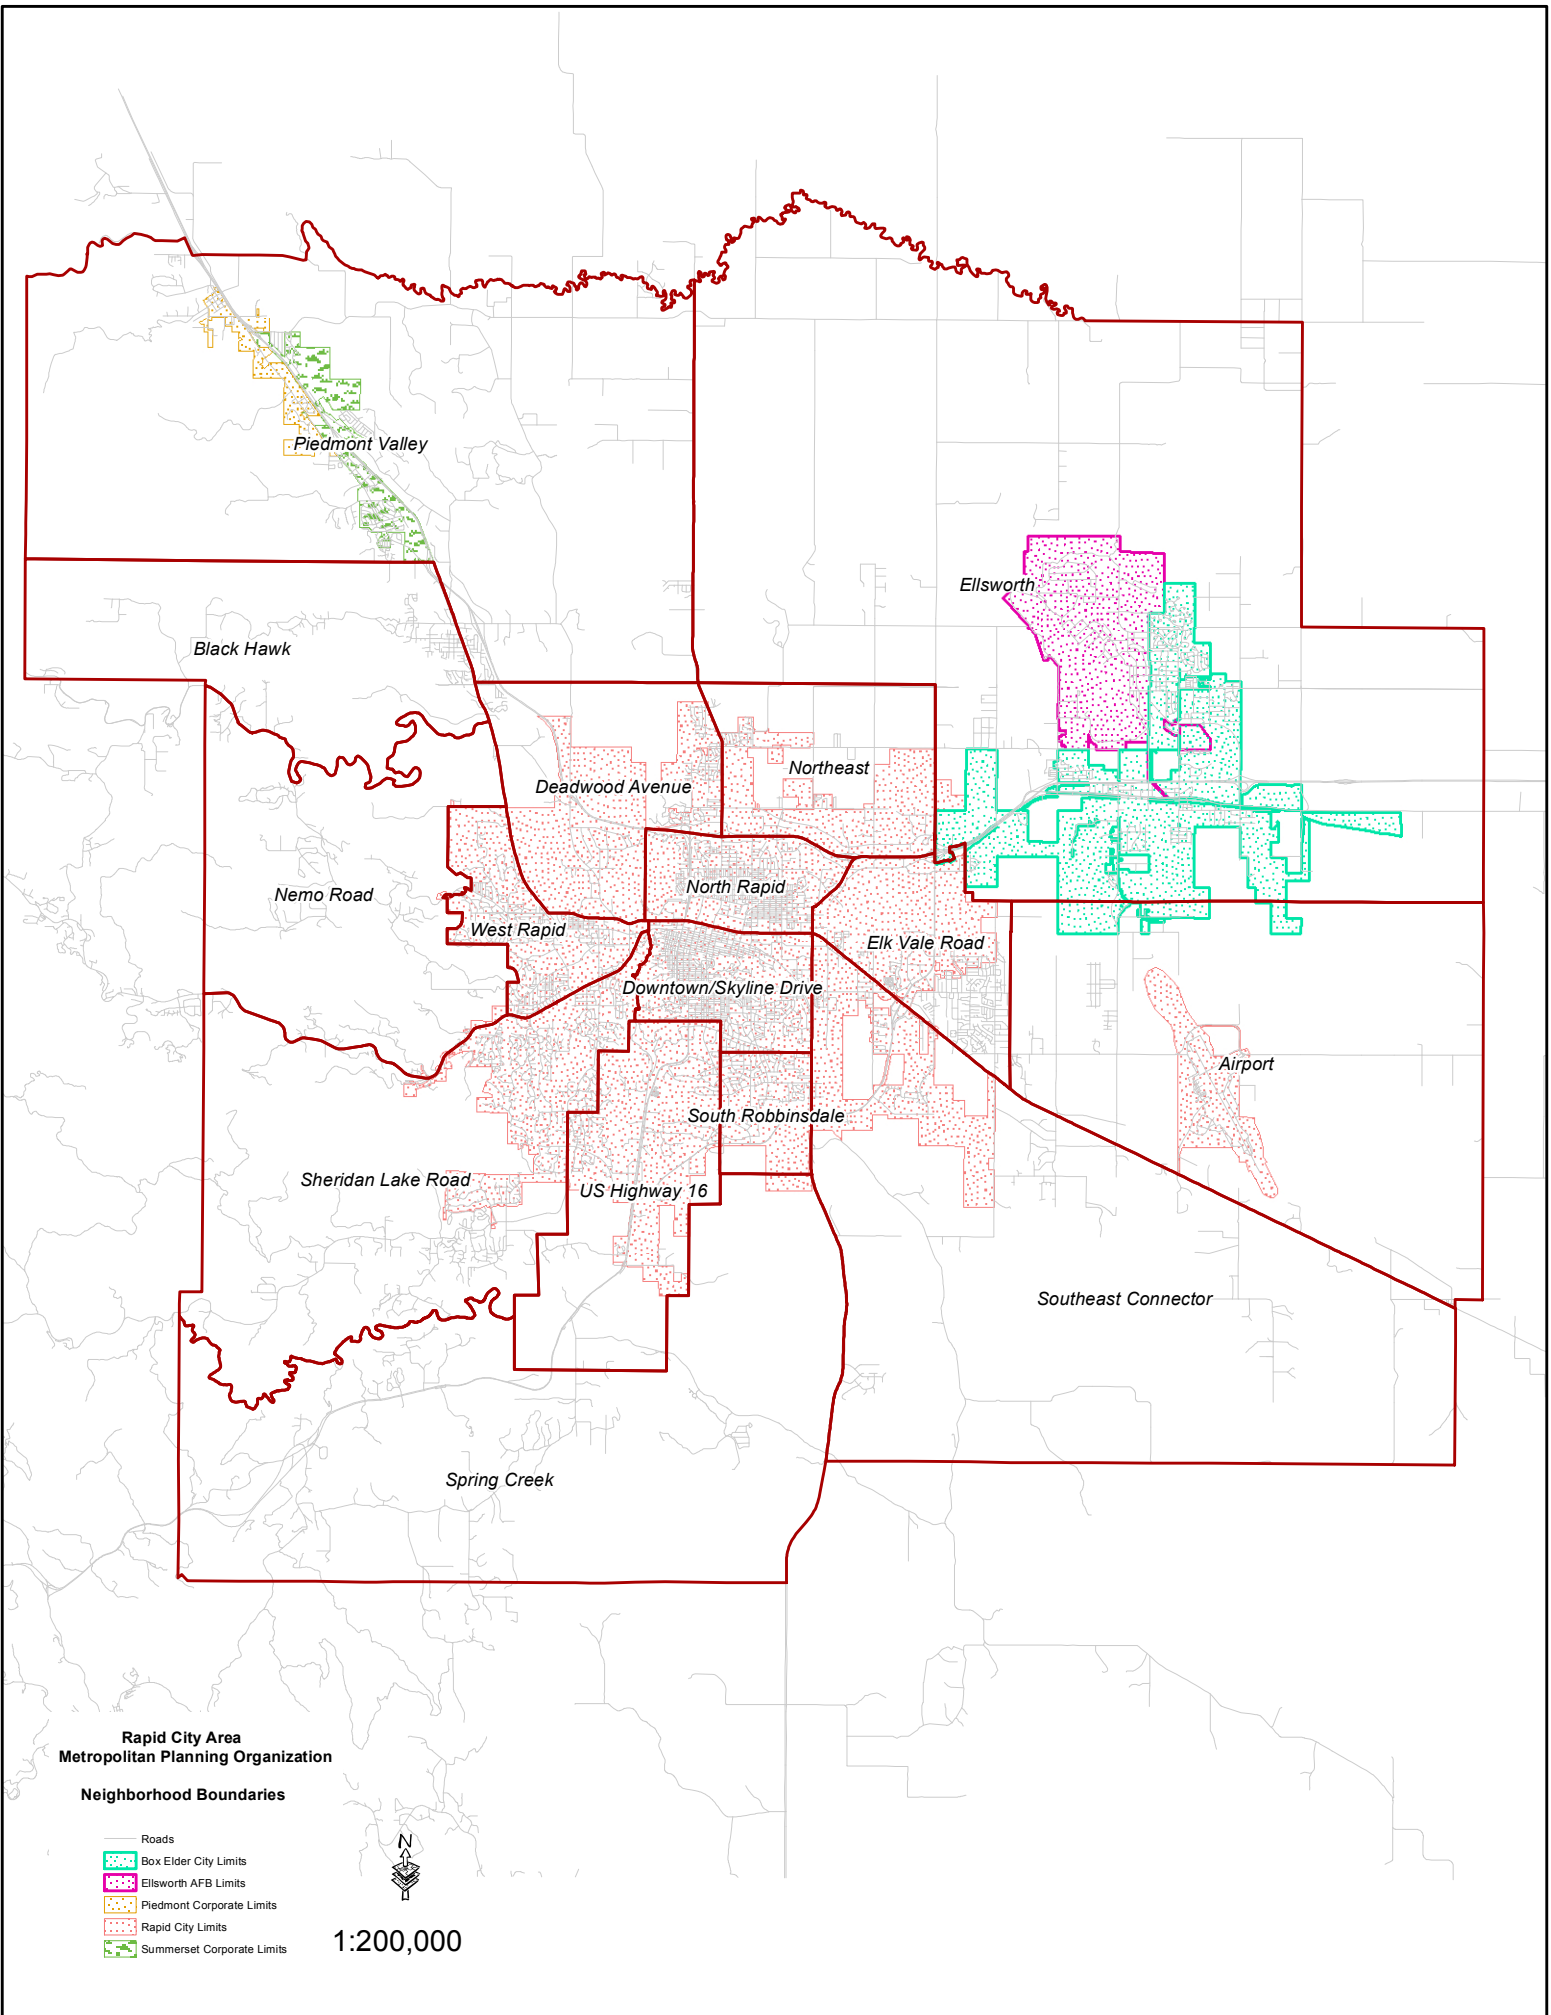 Piedmont Valley
Ellsworth
Black Hawk
Northeast
Deadwood Avenue
North Rapid
Nemo Road
West Rapid
Elk Vale Road
Downtown/Skyline Drive
Airport
South Robbinsdale
Sheridan Lake Road
US Highway 16
Southeast Connector
Spring Creek
Rapid City Area
Metropolitan Planning Organization
Neighborhood Boundaries
Roads
Box Elder City Limits
Ellsworth AFB Limits
Piedmont Corporate Limits
Rapid City Limits
Summerset Corporate Limits
N
1:200,000